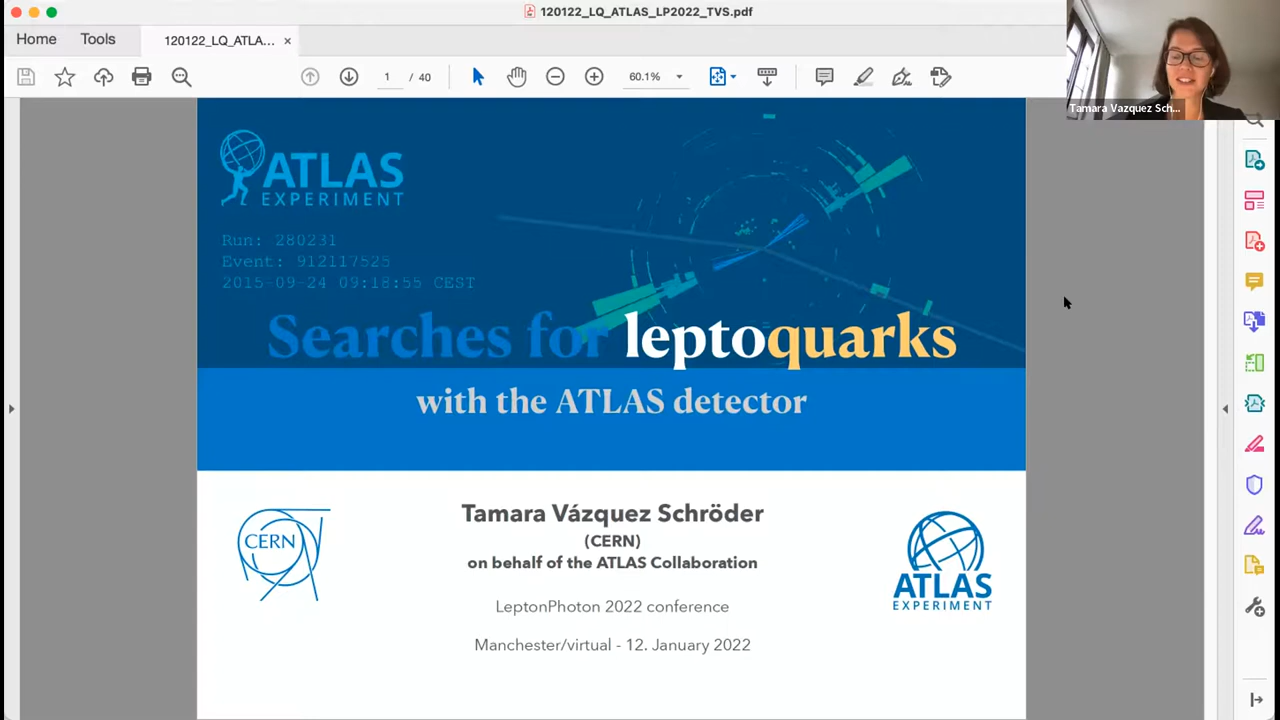 120122_LQ_ATLAS_LP2022_TVS.pdf
Home Tools 120122_LQ_ATLA... ×
1 / 40 60.1%
Tamara Vazquez Sch...
ATLAS
EXPERIMENT
Run: 280231
Event: 912117525
2015-09-24 09:18:55 CEST
Searches for leptoquarks
with the ATLAS detector
CERN
Tamara Vázquez Schröder
(CERN)
on behalf of the ATLAS Collaboration
LeptonPhoton 2022 conference
Manchester/virtual - 12. January 2022
ATLAS
EXPERIMENT